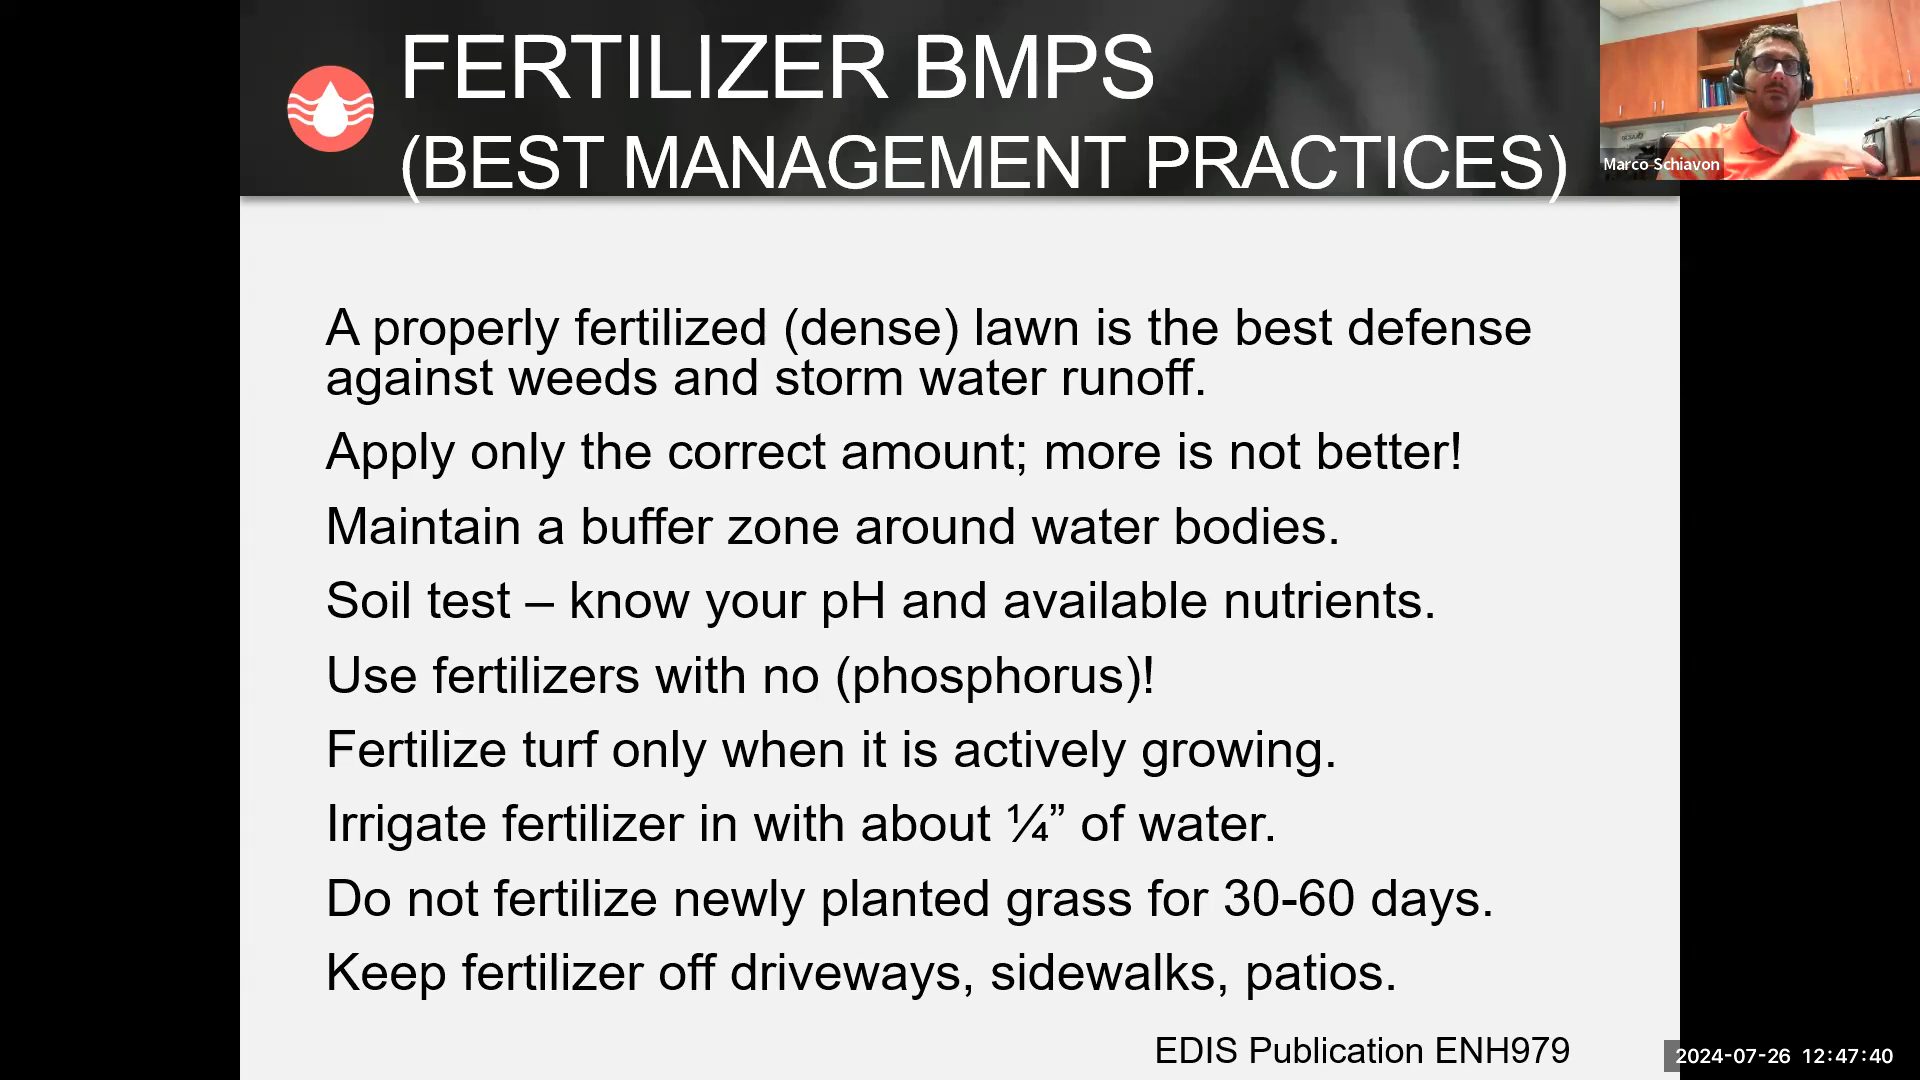 FERTILIZER BMPS
(BEST MANAGEMENT PRACTICES)
Marco Schiavon
A properly fertilized (dense) lawn is the best defense
against weeds and storm water runoff.
Apply only the correct amount; more is not better!
Maintain a buffer zone around water bodies.
Soil test – know your pH and available nutrients.
Use fertilizers with no (phosphorus)!
Fertilize turf only when it is actively growing.
Irrigate fertilizer in with about ¼” of water.
Do not fertilize newly planted grass for 30-60 days.
Keep fertilizer off driveways, sidewalks, patios.
EDIS Publication ENH979
2024-07-26 12:47:40